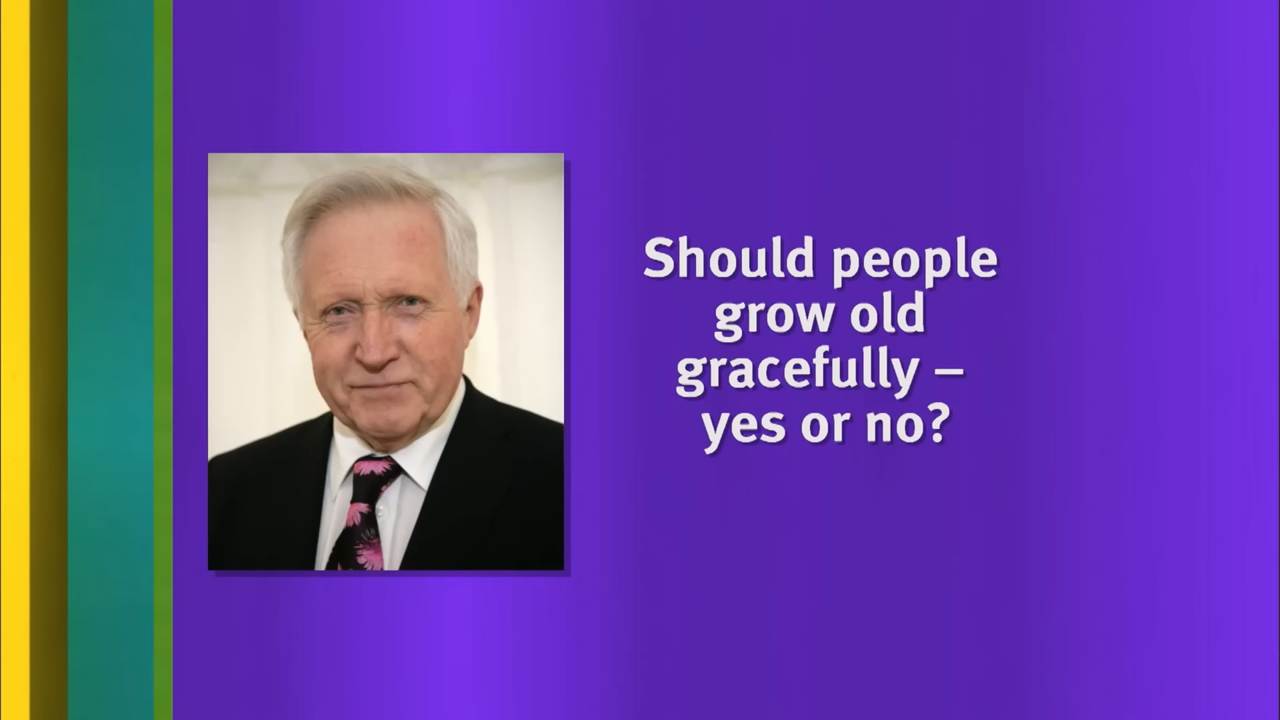 Should people
grow old
gracefully –
yes or no?